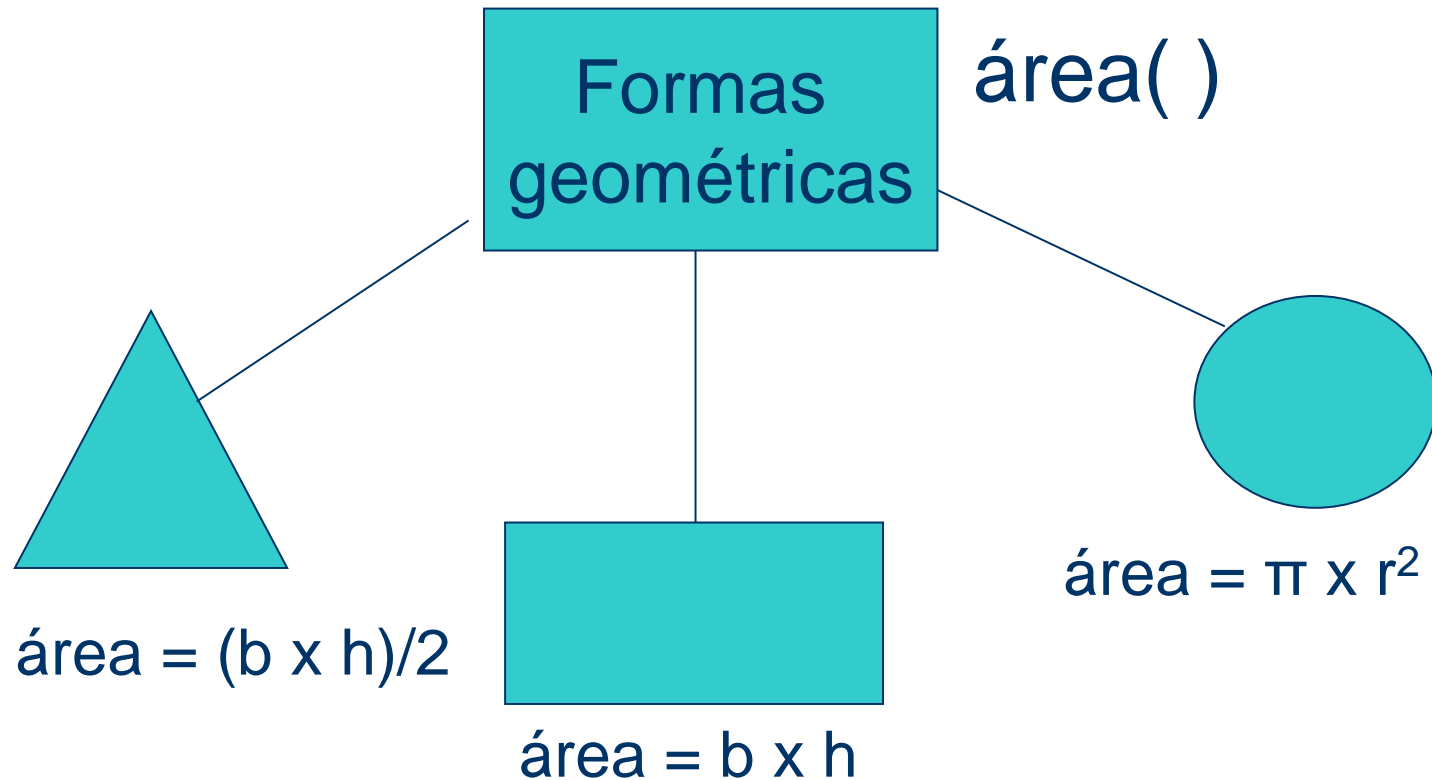 Formas
geométricas
área( )
área = (b x h)/2
área = b x h
área = π x r²